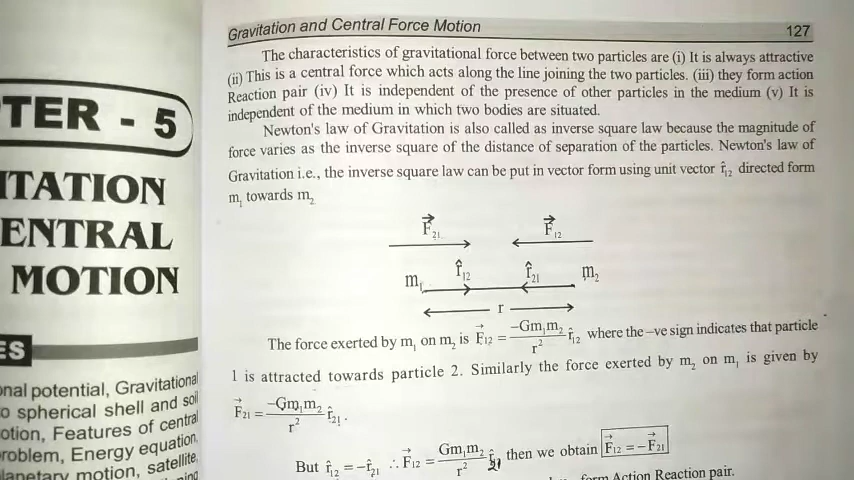 TER - 5
ITATION
ENTRAL
MOTION
ES
onal potential, Gravitational
o spherical shell and soil
otion, Features of central
roblem, Energy equation,
lanetary motion, satellite,
Gravitation and Central Force Motion 127
The characteristics of gravitational force between two particles are (i) It is always attractive
(ii) This is a central force which acts along the line joining the two particles. (iii) they form action
Reaction pair (iv) It is independent of the presence of other particles in the medium (v) It is
independent of the medium in which two bodies are situated.
Newton's law of Gravitation is also called as inverse square law because the magnitude of
force varies as the inverse square of the distance of separation of the particles. Newton's law of
Gravitation i.e., the inverse square law can be put in vector form using unit vector r̂₁₂ directed form
m₁ towards m₂
F⃗₂₁ F⃗₁₂
m₁ r̂₁₂ r̂₂₁ m₂
r
The force exerted by m₁ on m₂ is F⃗₁₂ = −Gm₁m₂/r² r̂₁₂ where the –ve sign indicates that particle
1 is attracted towards particle 2. Similarly the force exerted by m₂ on m₁ is given by
F⃗₂₁ = −Gm₁m₂/r² r̂₂₁.
But r̂₁₂ = −r̂₂₁ ∴ F⃗₁₂ = Gm₁m₂/r² r̂₂₁ then we obtain F⃗₁₂ = −F⃗₂₁
form Action Reaction pair.